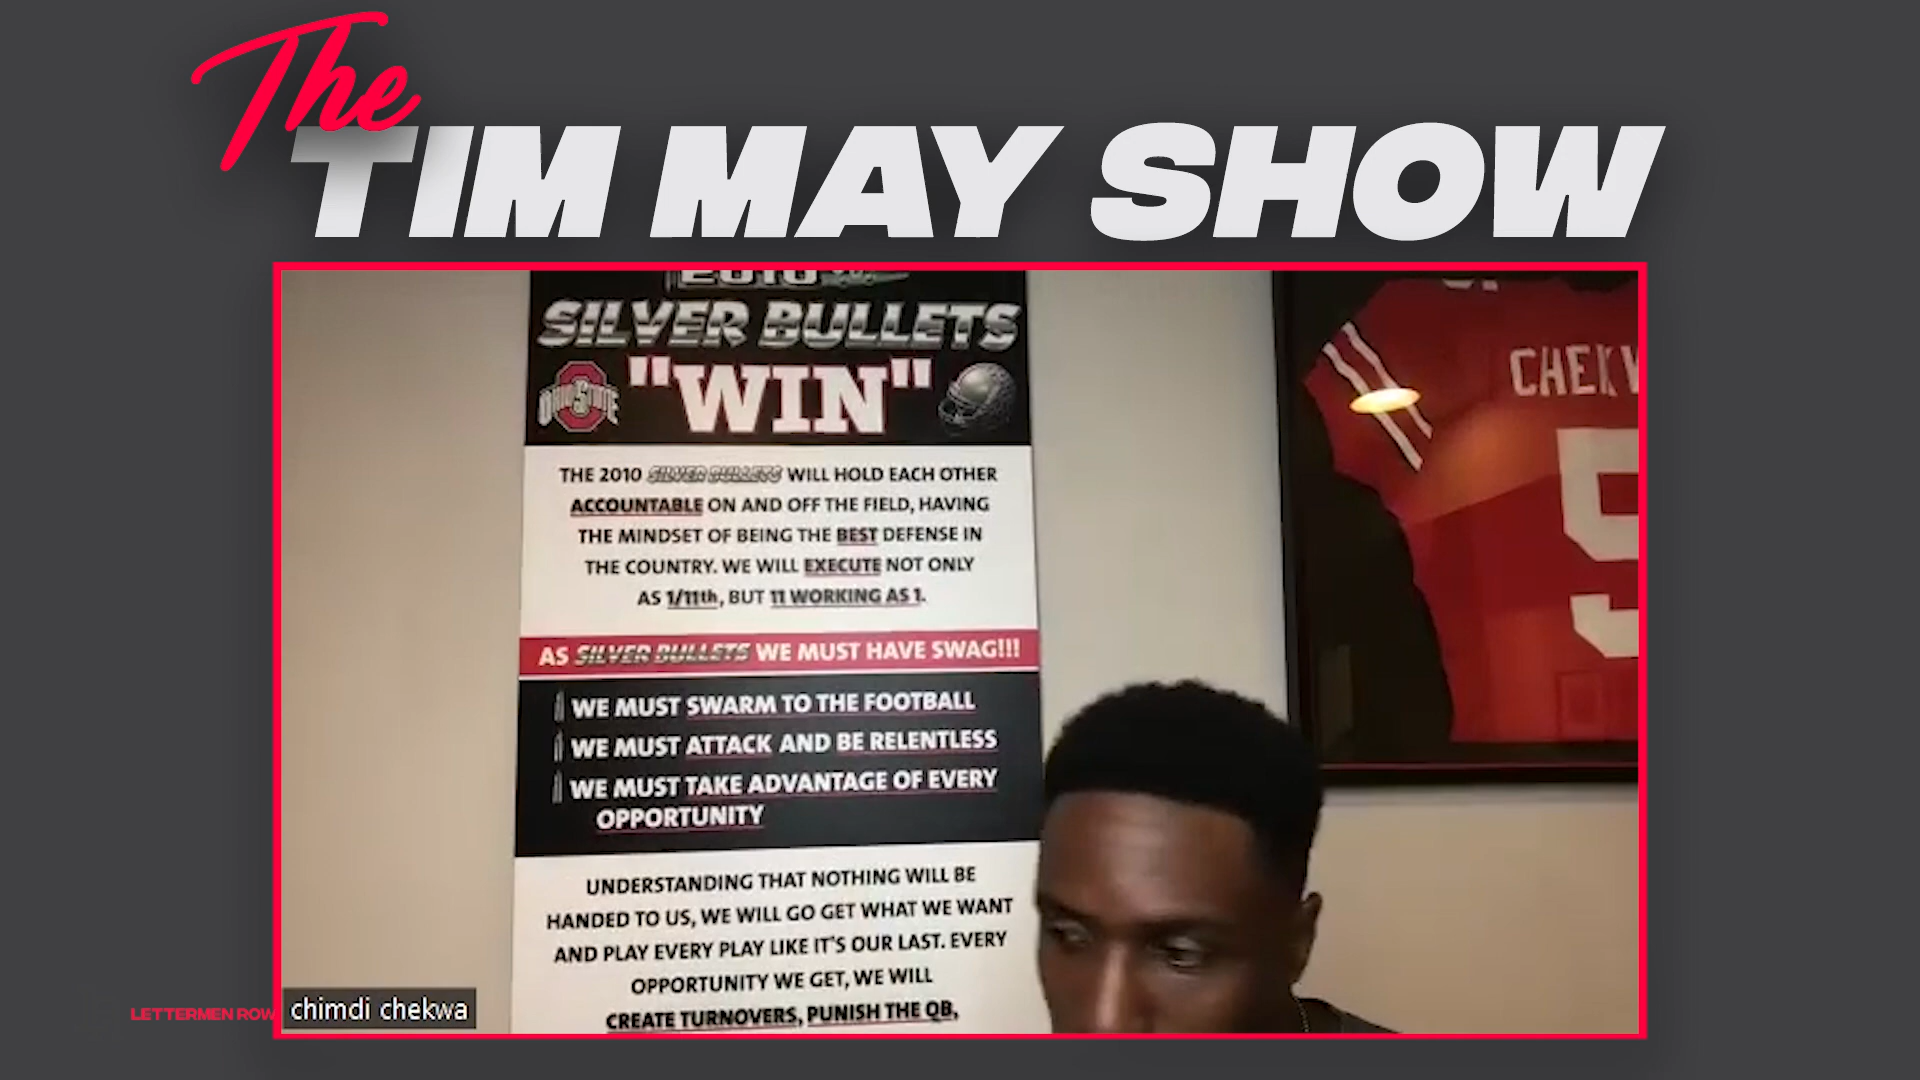 The
TIM MAY SHOW
SILVER BULLETS
"WIN"
OHIO STATE
THE 2010 SILVER BULLETS WILL HOLD EACH OTHER
ACCOUNTABLE ON AND OFF THE FIELD, HAVING
THE MINDSET OF BEING THE BEST DEFENSE IN
THE COUNTRY. WE WILL EXECUTE NOT ONLY
AS 1/11th, BUT 11 WORKING AS 1.
AS SILVER BULLETS WE MUST HAVE SWAG!!!
WE MUST SWARM TO THE FOOTBALL
WE MUST ATTACK AND BE RELENTLESS
WE MUST TAKE ADVANTAGE OF EVERY
OPPORTUNITY
UNDERSTANDING THAT NOTHING WILL BE
HANDED TO US, WE WILL GO GET WHAT WE WANT
AND PLAY EVERY PLAY LIKE IT'S OUR LAST. EVERY
OPPORTUNITY WE GET, WE WILL
CREATE TURNOVERS, PUNISH THE QB,
CHEKW
5
LETTERMEN ROW
chimdi chekwa